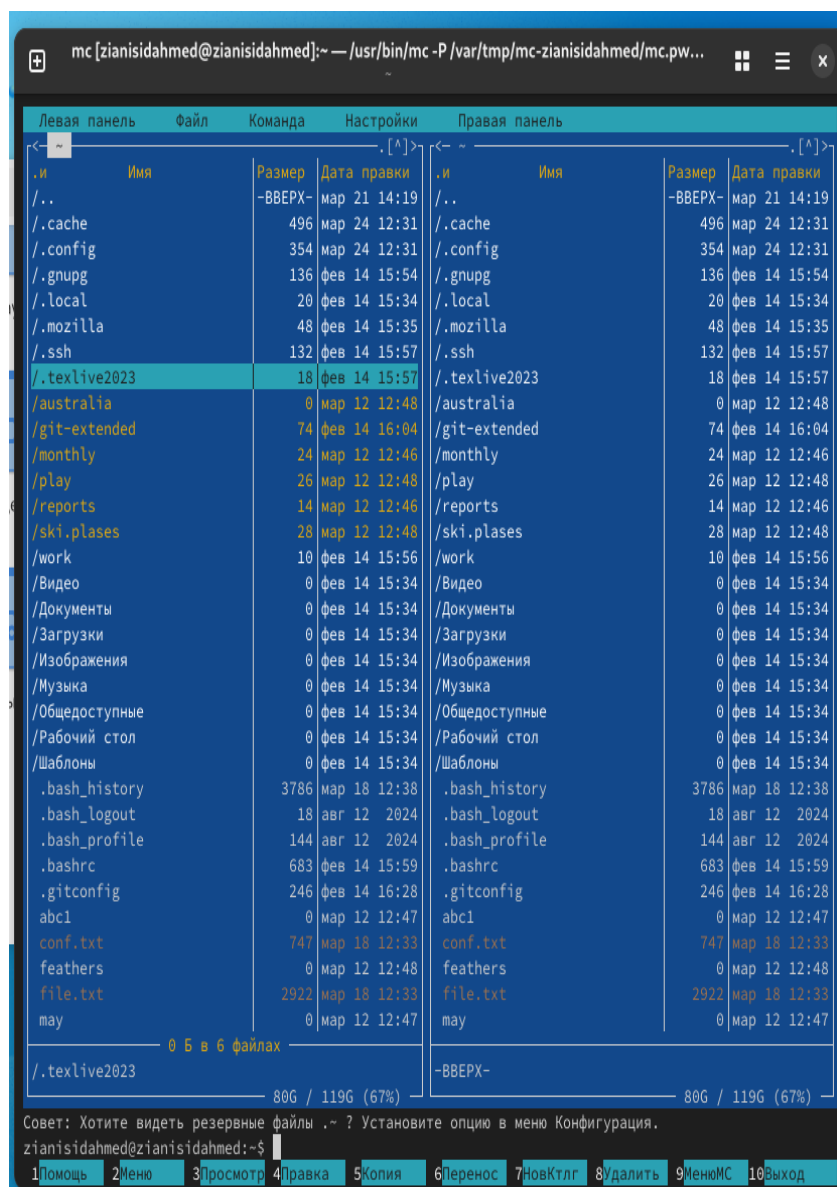 mc [zianisidahmed@zianisidahmed]:~ — /usr/bin/mc -P /var/tmp/mc-zianisidahmed/mc.pw...
~
Левая панель Файл Команда Настройки Правая панель
<- ~ .[^]> <- ~ .[^]>
.и Имя Размер Дата правки .и Имя Размер Дата правки
/.. -ВВЕРХ- мар 21 14:19 /.. -ВВЕРХ- мар 21 14:19
/.cache 496 мар 24 12:31 /.cache 496 мар 24 12:31
/.config 354 мар 24 12:31 /.config 354 мар 24 12:31
/.gnupg 136 фев 14 15:54 /.gnupg 136 фев 14 15:54
/.local 20 фев 14 15:34 /.local 20 фев 14 15:34
/.mozilla 48 фев 14 15:35 /.mozilla 48 фев 14 15:35
/.ssh 132 фев 14 15:57 /.ssh 132 фев 14 15:57
/.texlive2023 18 фев 14 15:57 /.texlive2023 18 фев 14 15:57
/australia 0 мар 12 12:48 /australia 0 мар 12 12:48
/git-extended 74 фев 14 16:04 /git-extended 74 фев 14 16:04
/monthly 24 мар 12 12:46 /monthly 24 мар 12 12:46
/play 26 мар 12 12:48 /play 26 мар 12 12:48
/reports 14 мар 12 12:46 /reports 14 мар 12 12:46
/ski.plases 28 мар 12 12:48 /ski.plases 28 мар 12 12:48
/work 10 фев 14 15:56 /work 10 фев 14 15:56
/Видео 0 фев 14 15:34 /Видео 0 фев 14 15:34
/Документы 0 фев 14 15:34 /Документы 0 фев 14 15:34
/Загрузки 0 фев 14 15:34 /Загрузки 0 фев 14 15:34
/Изображения 0 фев 14 15:34 /Изображения 0 фев 14 15:34
/Музыка 0 фев 14 15:34 /Музыка 0 фев 14 15:34
/Общедоступные 0 фев 14 15:34 /Общедоступные 0 фев 14 15:34
/Рабочий стол 0 фев 14 15:34 /Рабочий стол 0 фев 14 15:34
/Шаблоны 0 фев 14 15:34 /Шаблоны 0 фев 14 15:34
.bash_history 3786 мар 18 12:38 .bash_history 3786 мар 18 12:38
.bash_logout 18 авг 12 2024 .bash_logout 18 авг 12 2024
.bash_profile 144 авг 12 2024 .bash_profile 144 авг 12 2024
.bashrc 683 фев 14 15:59 .bashrc 683 фев 14 15:59
.gitconfig 246 фев 14 16:28 .gitconfig 246 фев 14 16:28
abc1 0 мар 12 12:47 abc1 0 мар 12 12:47
conf.txt 747 мар 18 12:33 conf.txt 747 мар 18 12:33
feathers 0 мар 12 12:48 feathers 0 мар 12 12:48
file.txt 2922 мар 18 12:33 file.txt 2922 мар 18 12:33
may 0 мар 12 12:47 may 0 мар 12 12:47
0 Б в 6 файлах
/.texlive2023 -ВВЕРХ-
80G / 119G (67%) 80G / 119G (67%)
Совет: Хотите видеть резервные файлы .~ ? Установите опцию в меню Конфигурация.
zianisidahmed@zianisidahmed:~$
1Помощь 2Меню 3Просмотр 4Правка 5Копия 6Перенос 7НовКтлг 8Удалить 9МенюMC 10Выход